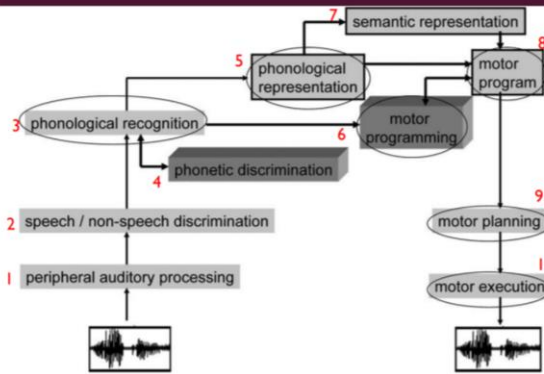 7 semantic representation
5 phonological
representation
8 motor
program
3 phonological recognition
6 motor
programming
4 phonetic discrimination
2 speech / non-speech discrimination
9
motor planning
1 peripheral auditory processing
1
motor execution